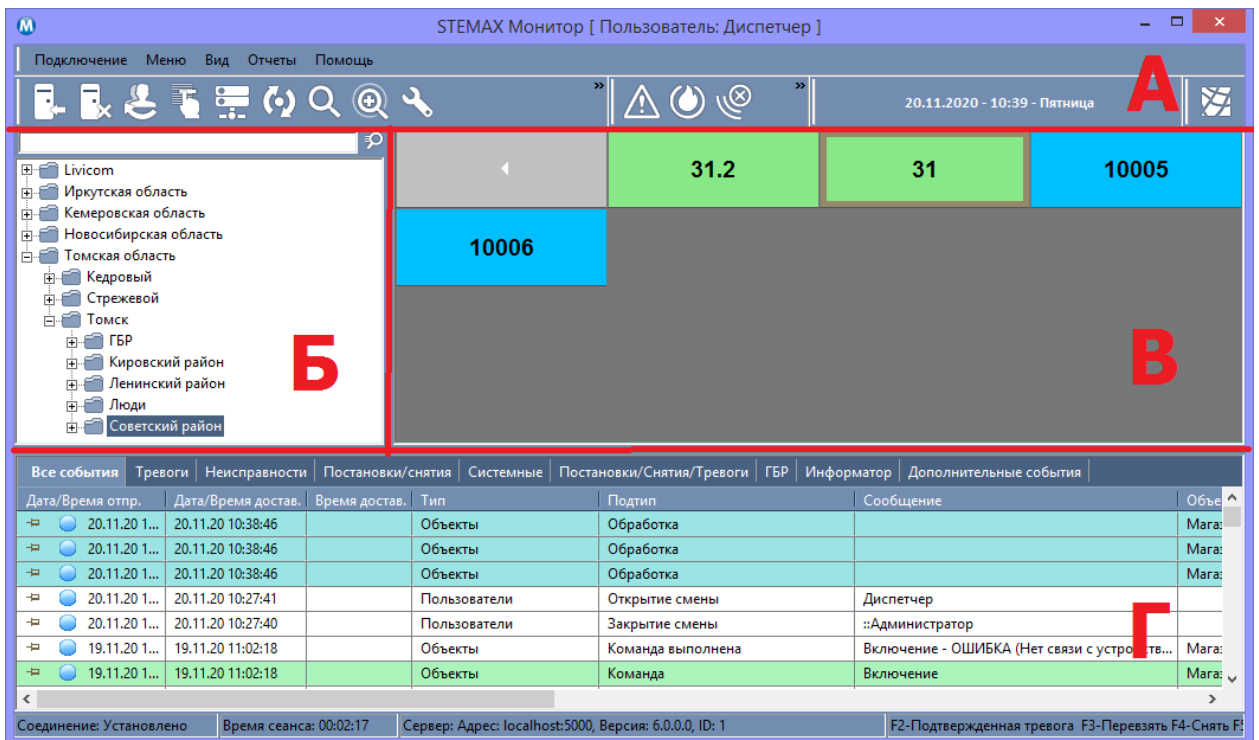 STEMAX Монитор [ Пользователь: Диспетчер ]
Подключение Меню Вид Отчеты Помощь
20.11.2020 - 10:39 - Пятница
А
Livicom
Иркутская область
Кемеровская область
Новосибирская область
Томская область
Кедровый
Стрежевой
Томск
ГБР
Кировский район
Ленинский район
Люди
Советский район
Б
31.2 31 10005
10006
В
Все события Тревоги Неисправности Постановки/снятия Системные Постановки/Снятия/Тревоги ГБР Информатор Дополнительные события
Дата/Время отпр. Дата/Время достав. Время достав. Тип Подтип Сообщение Объе
20.11.20 1... 20.11.20 10:38:46 Объекты Обработка Мага
20.11.20 1... 20.11.20 10:38:46 Объекты Обработка Мага
20.11.20 1... 20.11.20 10:38:46 Объекты Обработка Мага
20.11.20 1... 20.11.20 10:27:41 Пользователи Открытие смены Диспетчер
20.11.20 1... 20.11.20 10:27:40 Пользователи Закрытие смены ::Администратор
19.11.20 1... 19.11.20 11:02:18 Объекты Команда выполнена Включение - ОШИБКА (Нет связи с устройств... Мага
19.11.20 1... 19.11.20 11:02:18 Объекты Команда Включение Мага
Г
Соединение: Установлено Время сеанса: 00:02:17 Сервер: Адрес: localhost:5000, Версия: 6.0.0.0, ID: 1 F2-Подтвержденная тревога F3-Перевзять F4-Снять F5